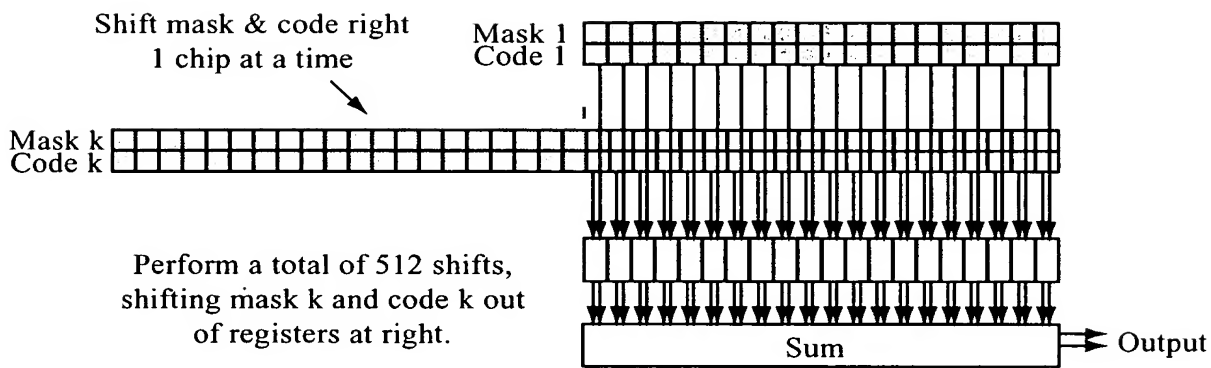 Shift mask & code right
1 chip at a time
Mask 1
Code 1
Mask k
Code k
Perform a total of 512 shifts,
shifting mask k and code k out
of registers at right.
Sum
Output